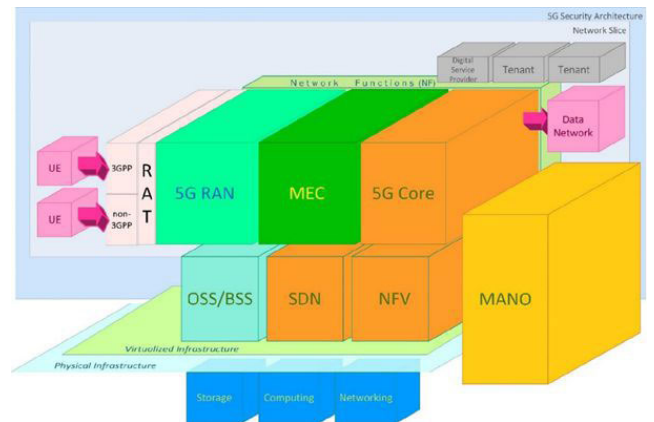 5G Security Architecture
Network Slice
Digital
Service
Provider
Tenant
Tenant
Network Functions (NF)
Data
Network
UE
3GPP
RAT
5G RAN
MEC
5G Core
UE
non-
3GPP
OSS/BSS
SDN
NFV
MANO
Virtualized Infrastructure
Physical Infrastructure
Storage
Computing
Networking